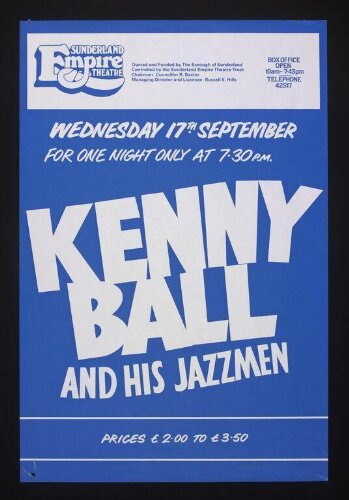 SUNDERLAND
Empire
THEATRE
Owned and Funded by The Borough of Sunderland
Controlled by the Sunderland Empire Theatre Trust
Chairman: Councillor R. Baxter
Managing Director and Licensee: Russell E. Hills
BOX OFFICE
OPEN
10am-7·45pm
TELEPHONE
42517
WEDNESDAY 17TH SEPTEMBER
FOR ONE NIGHT ONLY AT 7·30 P.M.
KENNY
BALL
AND HIS JAZZMEN
PRICES £2·00 TO £3·50